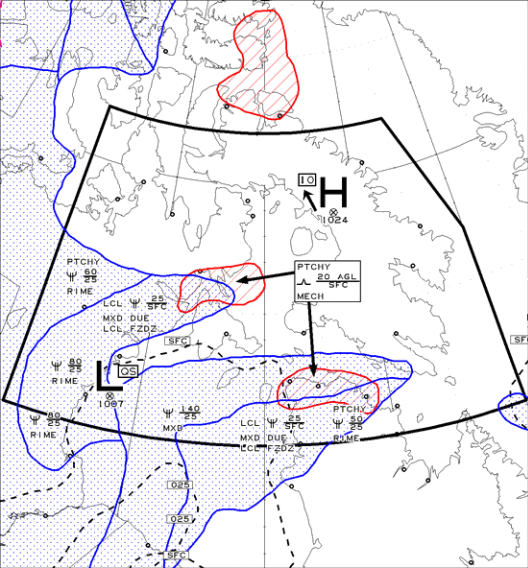 10
H
1024
PTCHY
60
25
RIME
PTCHY
20 AGL
SFC
MECH
LCL
25
SFC
MXD DUE
LCL FZDZ
SFC
SFC
80
25
RIME
L
QS
1007
80
25
RIME
140
25
MXD
LCL
25
SFC
MXD DUE
LCL FZDZ
PTCHY
50
25
RIME
025
025
SFC